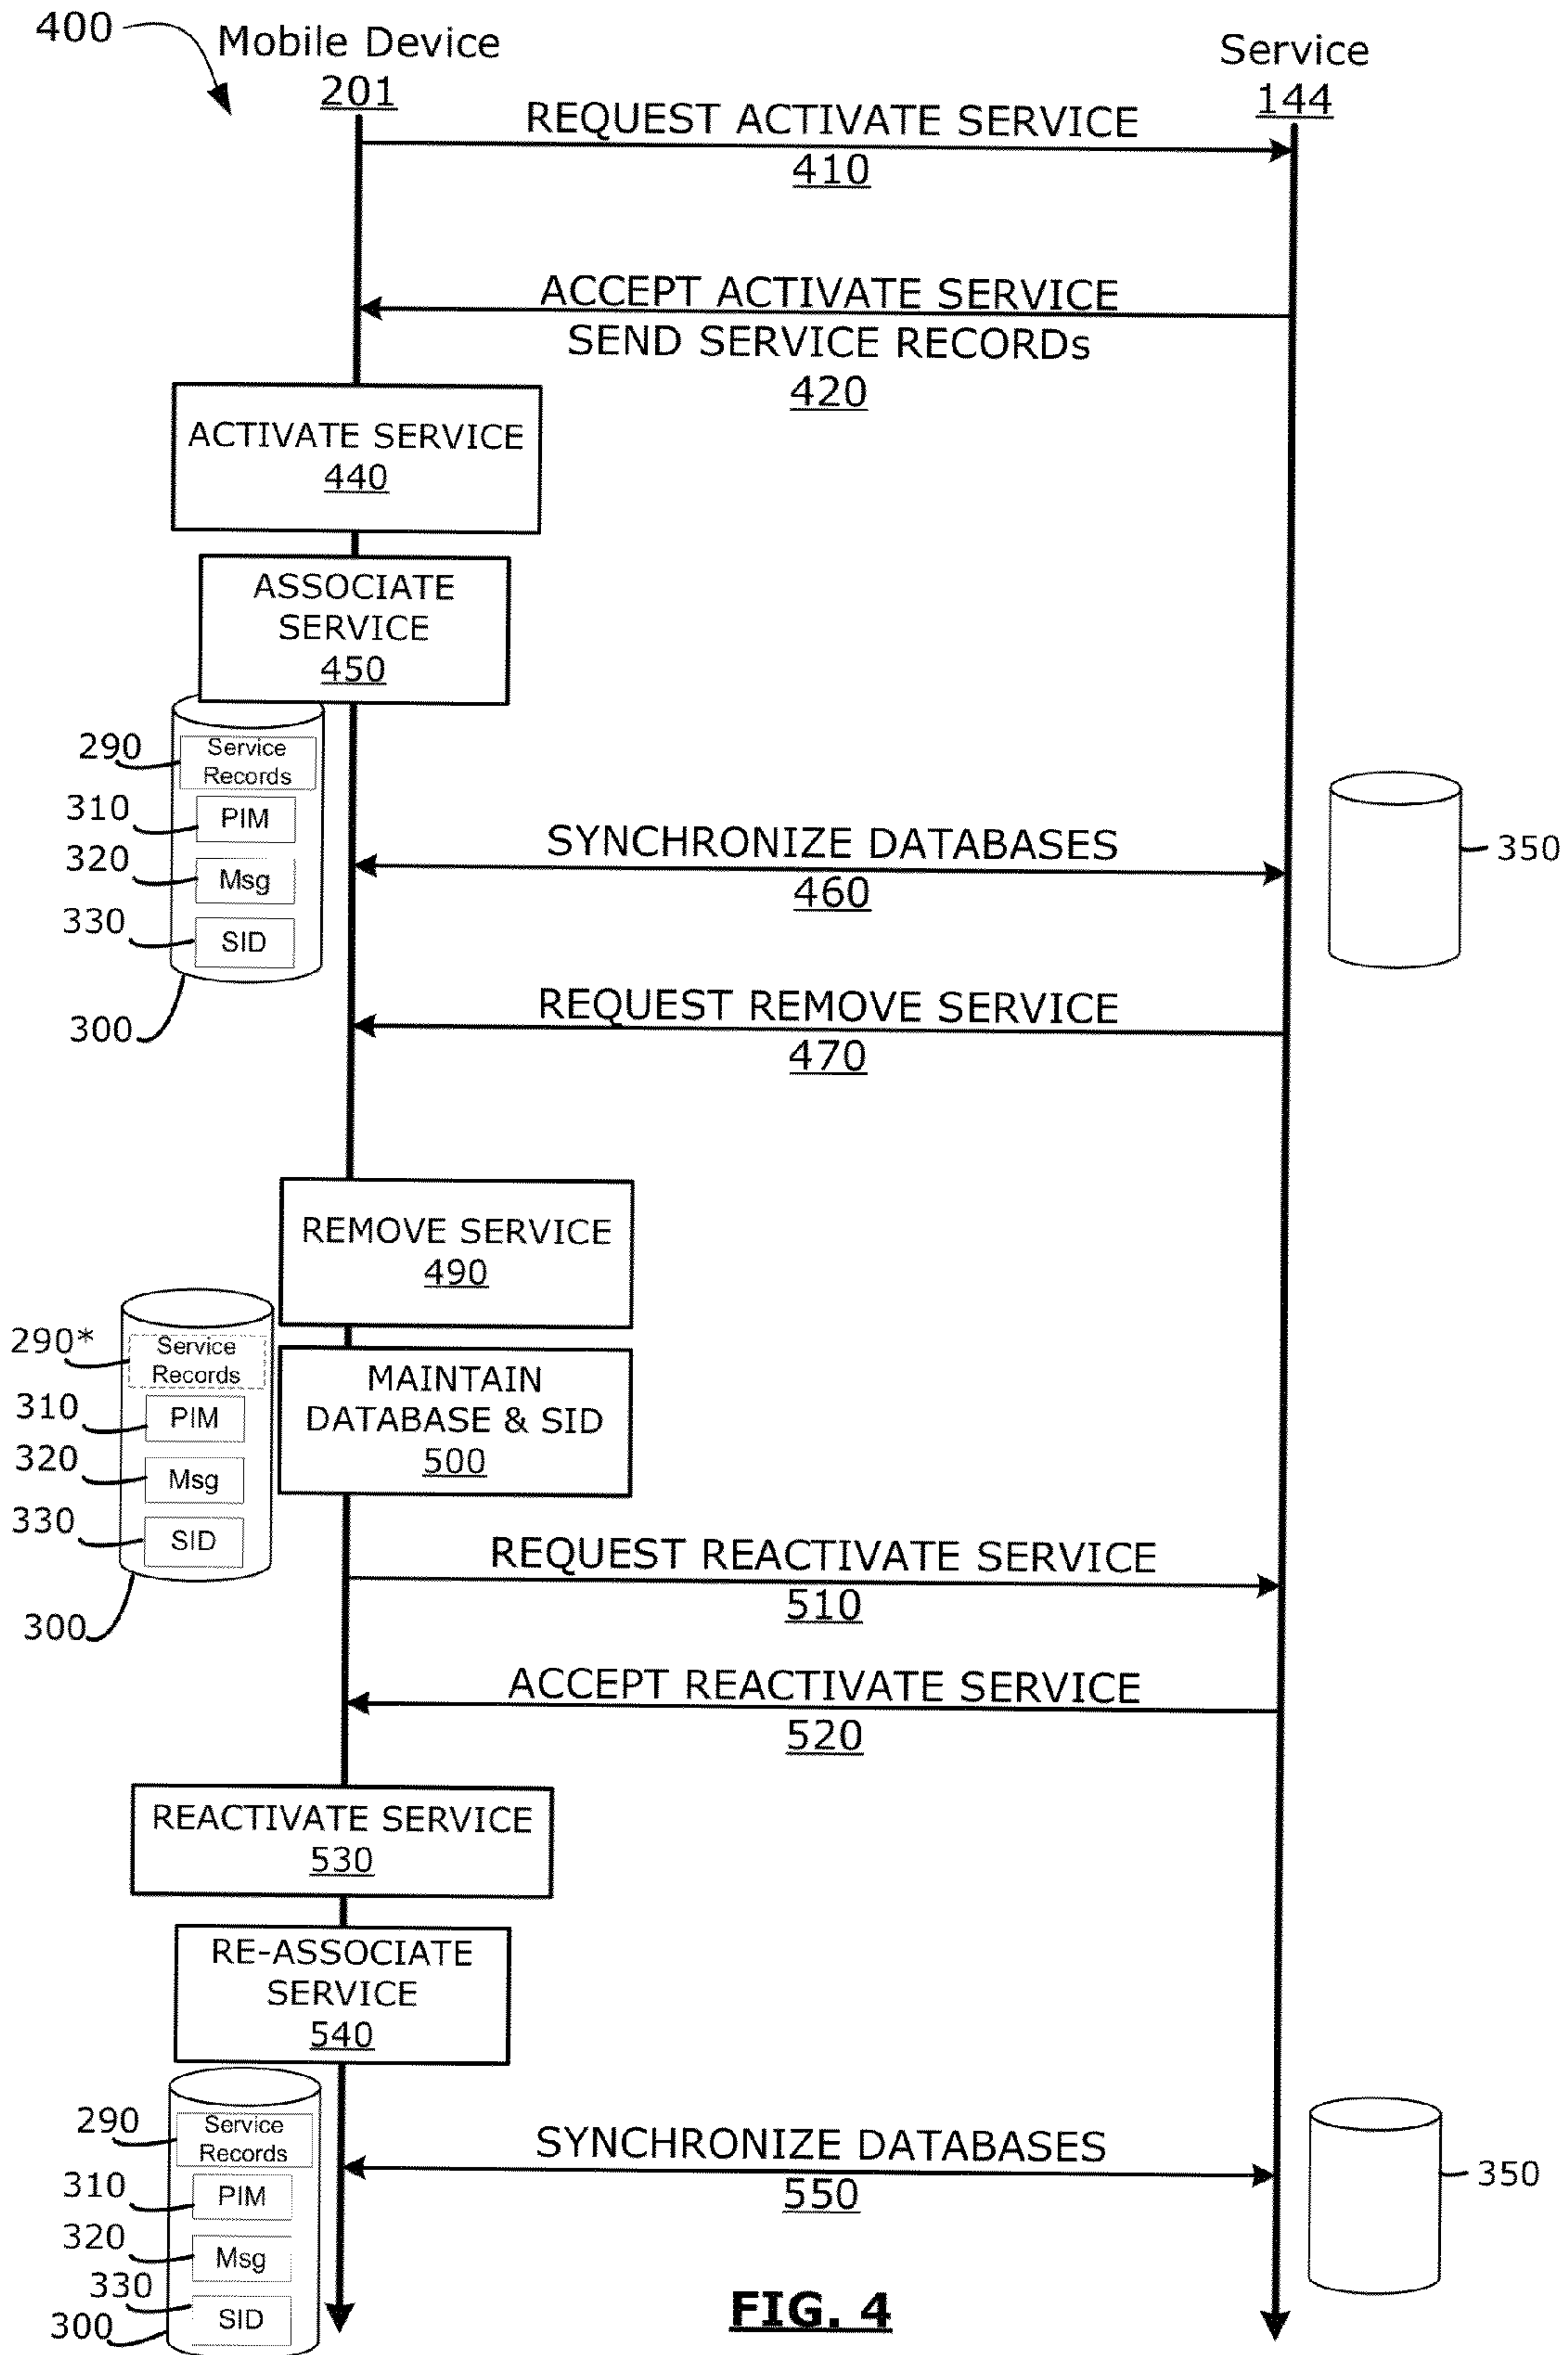 400
Mobile Device
201
Service
144
REQUEST ACTIVATE SERVICE
410
ACCEPT ACTIVATE SERVICE
SEND SERVICE RECORDs
420
ACTIVATE SERVICE
440
ASSOCIATE
SERVICE
450
290
Service
Records
310
PIM
320
Msg
330
SID
300
SYNCHRONIZE DATABASES
460
350
REQUEST REMOVE SERVICE
470
REMOVE SERVICE
490
290*
Service
Records
310
PIM
320
Msg
330
SID
300
MAINTAIN
DATABASE & SID
500
REQUEST REACTIVATE SERVICE
510
ACCEPT REACTIVATE SERVICE
520
REACTIVATE SERVICE
530
RE-ASSOCIATE
SERVICE
540
290
Service
Records
310
PIM
320
Msg
330
SID
300
SYNCHRONIZE DATABASES
550
350
FIG. 4